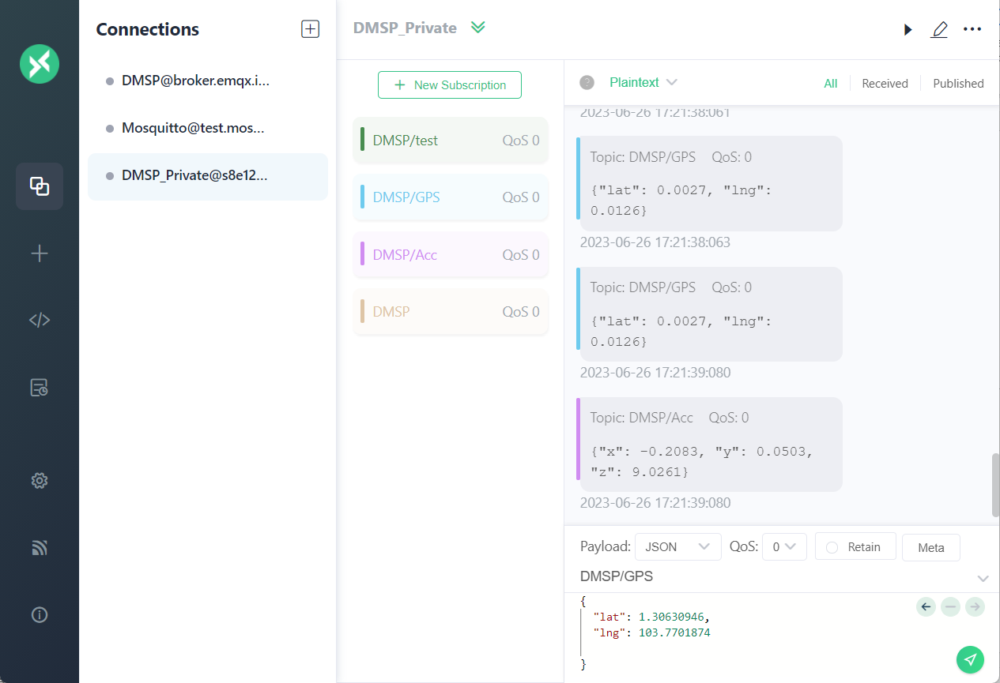 Connections
DMSP@broker.emqx.i...
Mosquitto@test.mos...
DMSP_Private@s8e12...
DMSP_Private
New Subscription
DMSP/test QoS 0
DMSP/GPS QoS 0
DMSP/Acc QoS 0
DMSP QoS 0
? Plaintext All Received Published
2023-06-26 17:21:38:061
Topic: DMSP/GPS QoS: 0
{"lat": 0.0027, "lng":
0.0126}
2023-06-26 17:21:38:063
Topic: DMSP/GPS QoS: 0
{"lat": 0.0027, "lng":
0.0126}
2023-06-26 17:21:39:080
Topic: DMSP/Acc QoS: 0
{"x": -0.2083, "y": 0.0503,
"z": 9.0261}
2023-06-26 17:21:39:080
Payload: JSON QoS: 0 Retain Meta
DMSP/GPS
{
"lat": 1.30630946,
"lng": 103.7701874
}